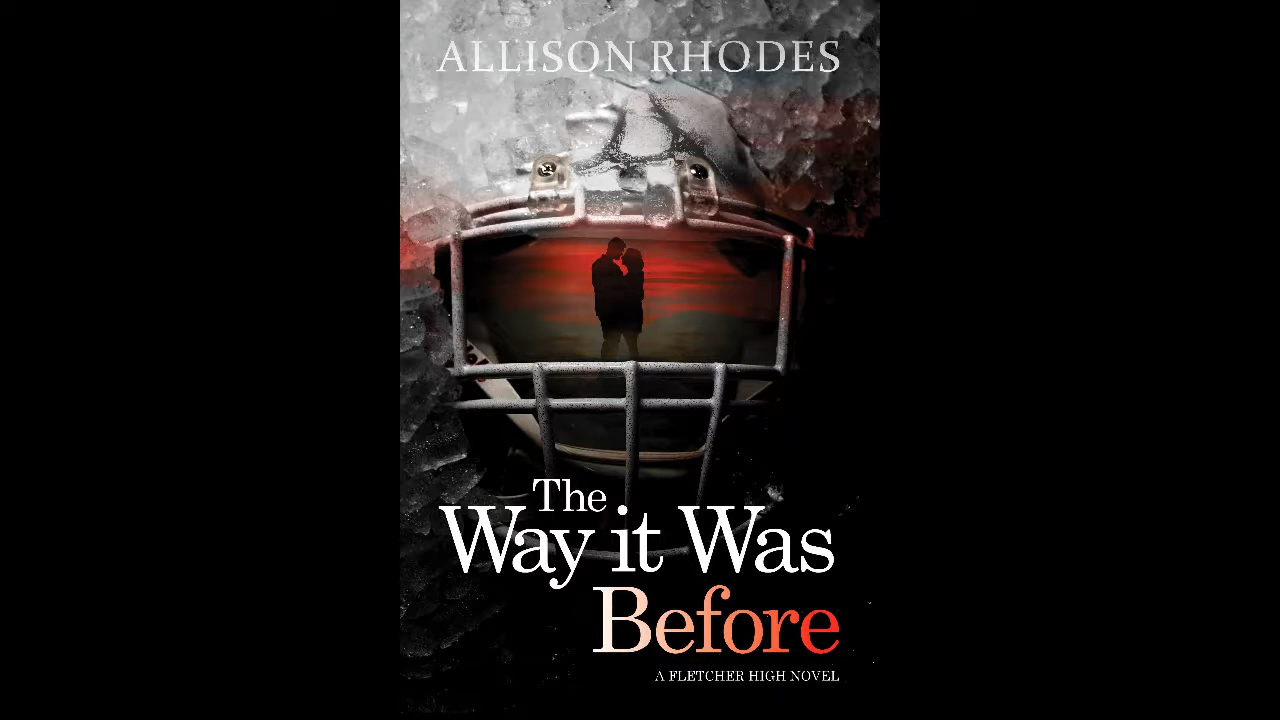 ALLISON RHODES
The
Way it Was
Before
A FLETCHER HIGH NOVEL